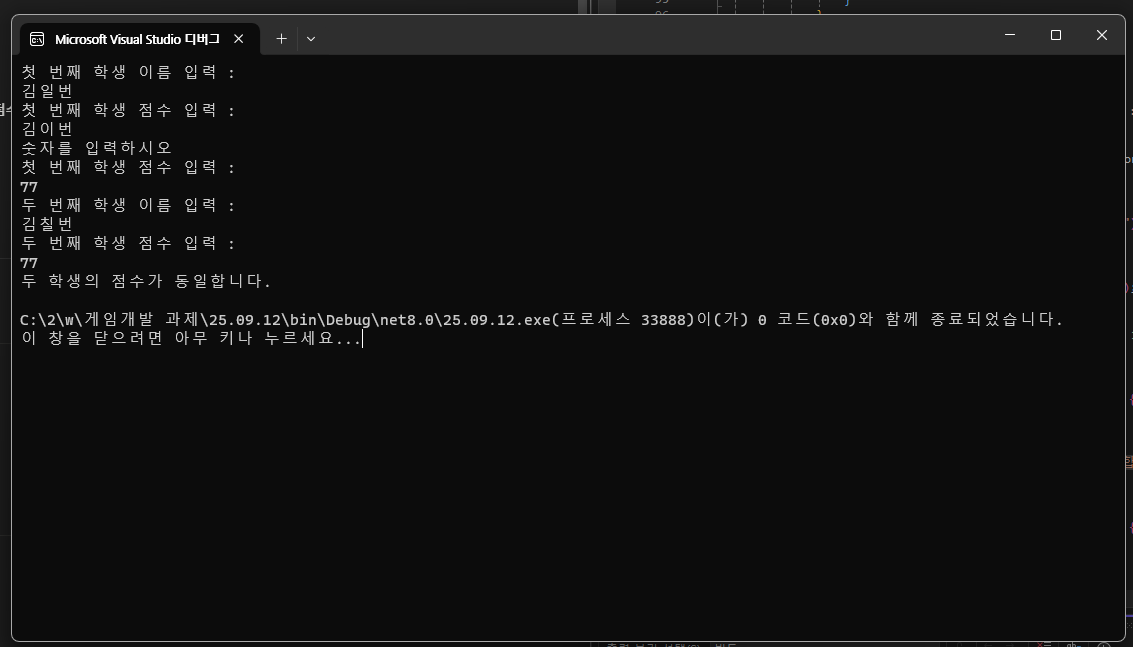 Microsoft Visual Studio 디버그
첫 번째 학생 이름 입력 :
김일번
첫 번째 학생 점수 입력 :
김이번
숫자를 입력하시오
첫 번째 학생 점수 입력 :
77
두 번째 학생 이름 입력 :
김칠번
두 번째 학생 점수 입력 :
77
두 학생의 점수가 동일합니다.
C:\2\w\게임개발 과제\25.09.12\bin\Debug\net8.0\25.09.12.exe(프로세스 33888)이(가) 0 코드(0x0)와 함께 종료되었습니다.
이 창을 닫으려면 아무 키나 누르세요...